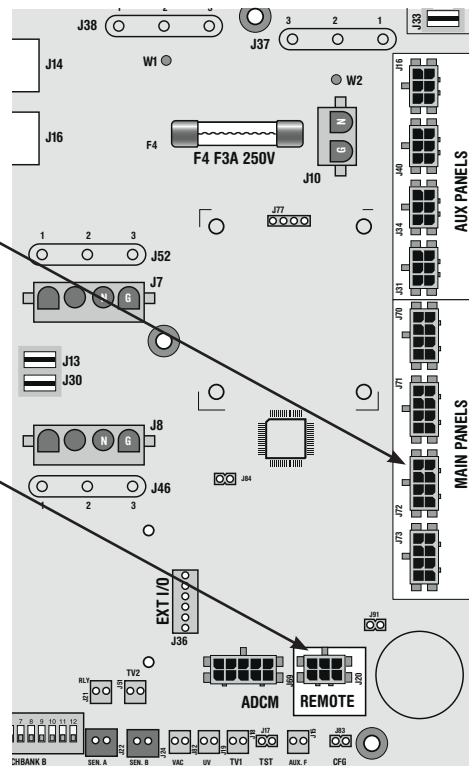 J38 1 2 3
J37 3 2 1
J33
J14
W1
W2
J16
J16
F4
F4 F3A 250V
N
G
J10
J40
AUX PANELS
J77
J34
J31
1 2 3
J52
J7
N G
J70
J13
J30
J71
J8
N G
MAIN PANELS
J84
J72
1 2 3
J46
J73
EXT I/O
J36
J91
RLY
J21
J51
TV2
ADCM
J69
REMOTE
J20
7 8 9 10 11 12
CHBANK B
SEN. A
J22
SEN. B
J24
VAC
J82
UV
J19
TV1
J18
J17
TST
J15
AUX. F
J83
CFG